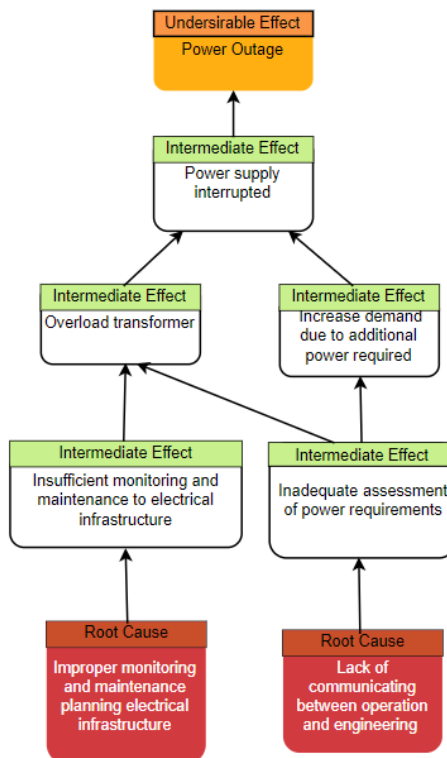 Undersirable Effect
Power Outage
Intermediate Effect
Power supply
interrupted
Intermediate Effect
Overload transformer
Intermediate Effect
Increase demand
due to additional
power required
Intermediate Effect
Insufficient monitoring and
maintenance to electrical
infrastructure
Intermediate Effect
Inadequate assessment
of power requirements
Root Cause
Improper monitoring
and maintenance
planning electrical
infrastructure
Root Cause
Lack of
communicating
between operation
and engineering